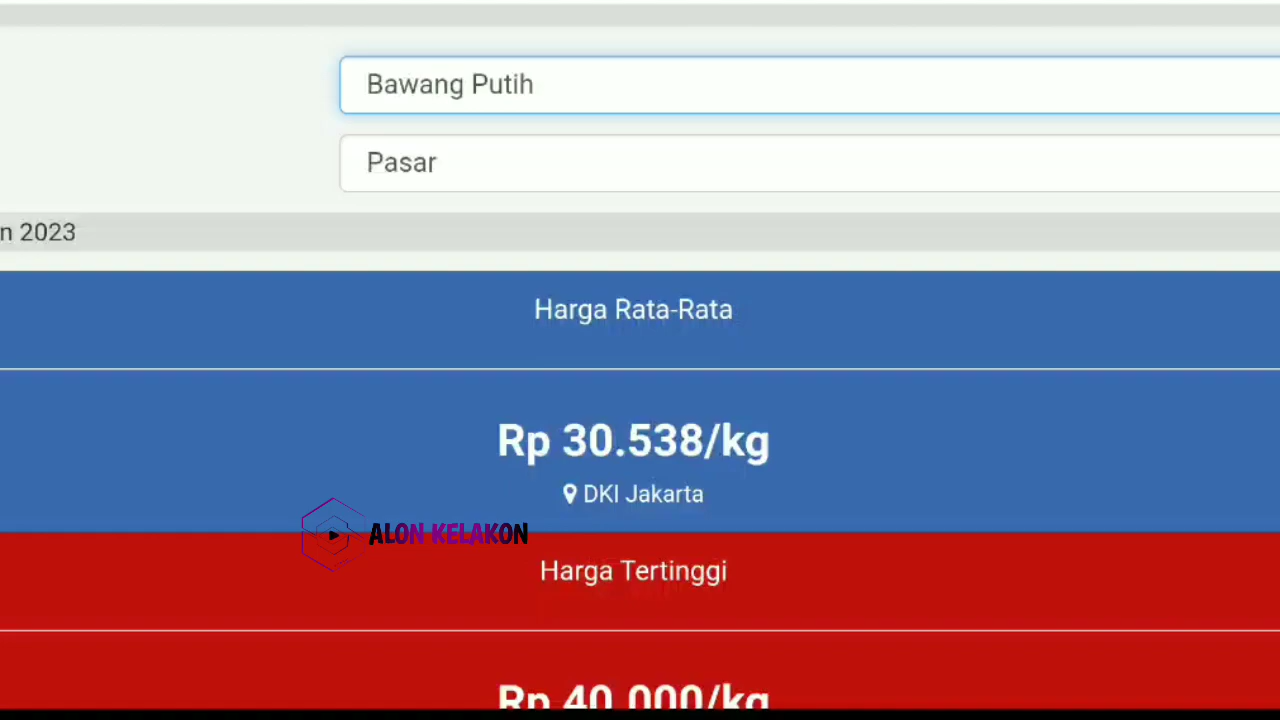 Bawang Putih
Pasar
n 2023
Harga Rata-Rata
Rp 30.538/kg
DKI Jakarta
ALON KELAKON
Harga Tertinggi
Rp 40.000/kg